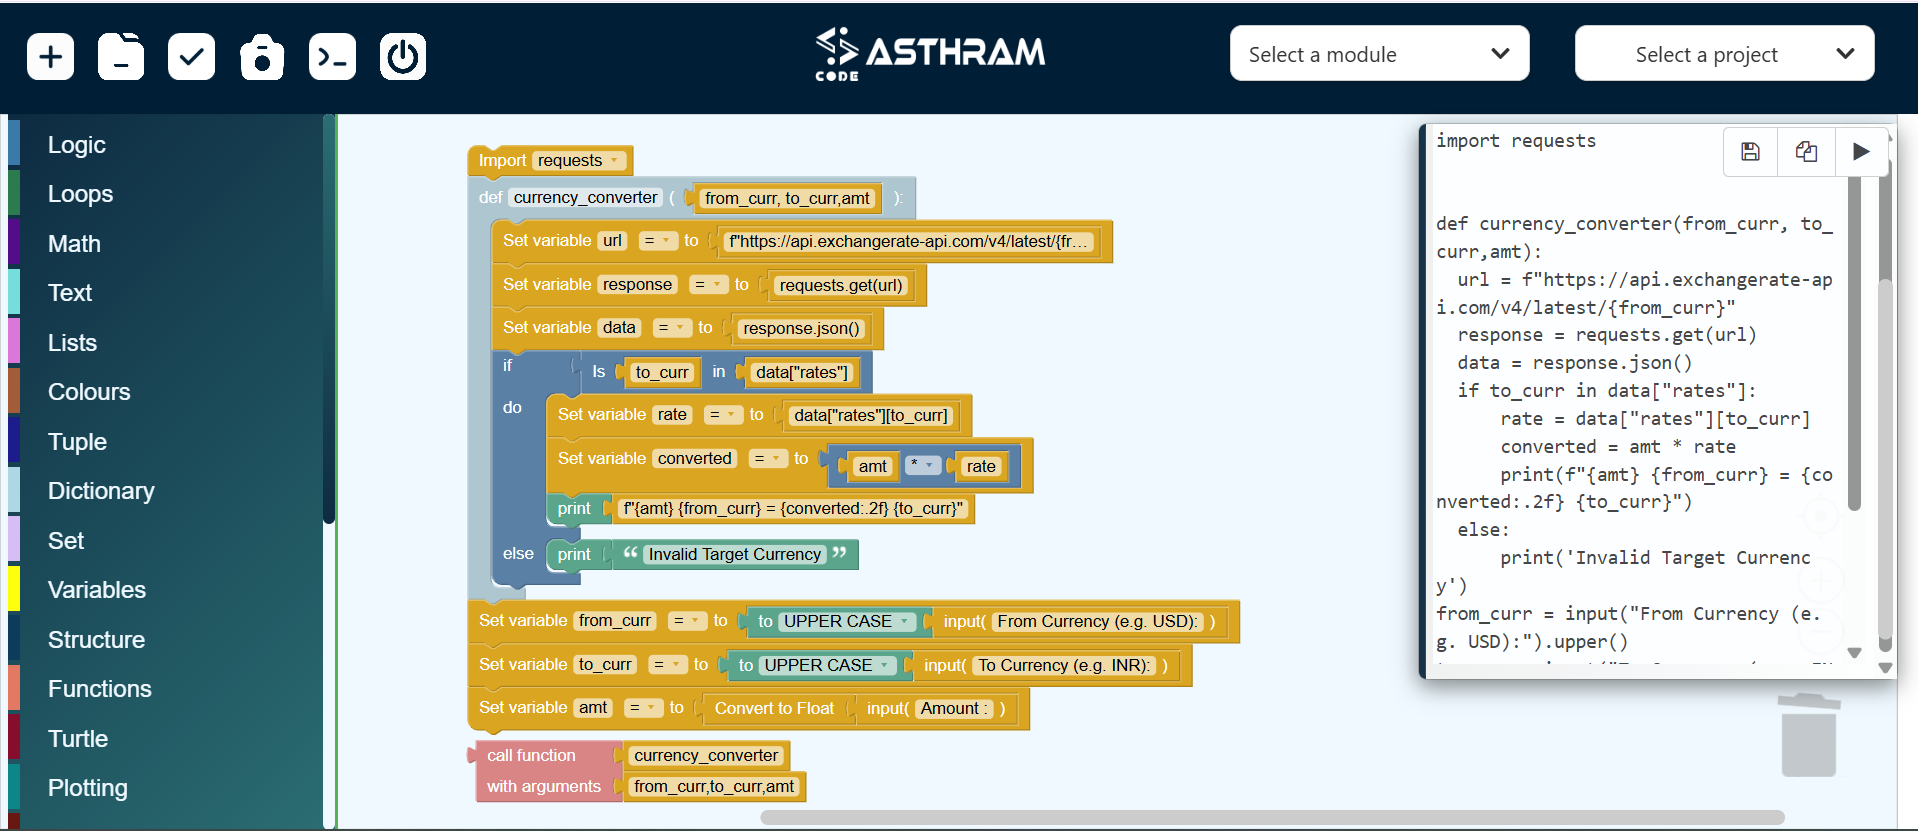 CODE ASTHRAM
Select a module
Select a project
Logic
Loops
Math
Text
Lists
Colours
Tuple
Dictionary
Set
Variables
Structure
Functions
Turtle
Plotting
Import requests
def currency_converter ( from_curr, to_curr,amt ):
Set variable url = to f"https://api.exchangerate-api.com/v4/latest/{fr...
Set variable response = to requests.get(url)
Set variable data = to response.json()
if Is to_curr in data["rates"]
do Set variable rate = to data["rates"][to_curr]
Set variable converted = to amt * rate
print f"{amt} {from_curr} = {converted:.2f} {to_curr}"
else print “ Invalid Target Currency ”
Set variable from_curr = to to UPPER CASE input( From Currency (e.g. USD): )
Set variable to_curr = to to UPPER CASE input( To Currency (e.g. INR): )
Set variable amt = to Convert to Float input( Amount : )
call function currency_converter
with arguments from_curr,to_curr,amt
import requests
def currency_converter(from_curr, to_
curr,amt):
url = f"https://api.exchangerate-ap
i.com/v4/latest/{from_curr}"
response = requests.get(url)
data = response.json()
if to_curr in data["rates"]:
rate = data["rates"][to_curr]
converted = amt * rate
print(f"{amt} {from_curr} = {co
nverted:.2f} {to_curr}")
else:
print('Invalid Target Currenc
y')
from_curr = input("From Currency (e.
g. USD):").upper()